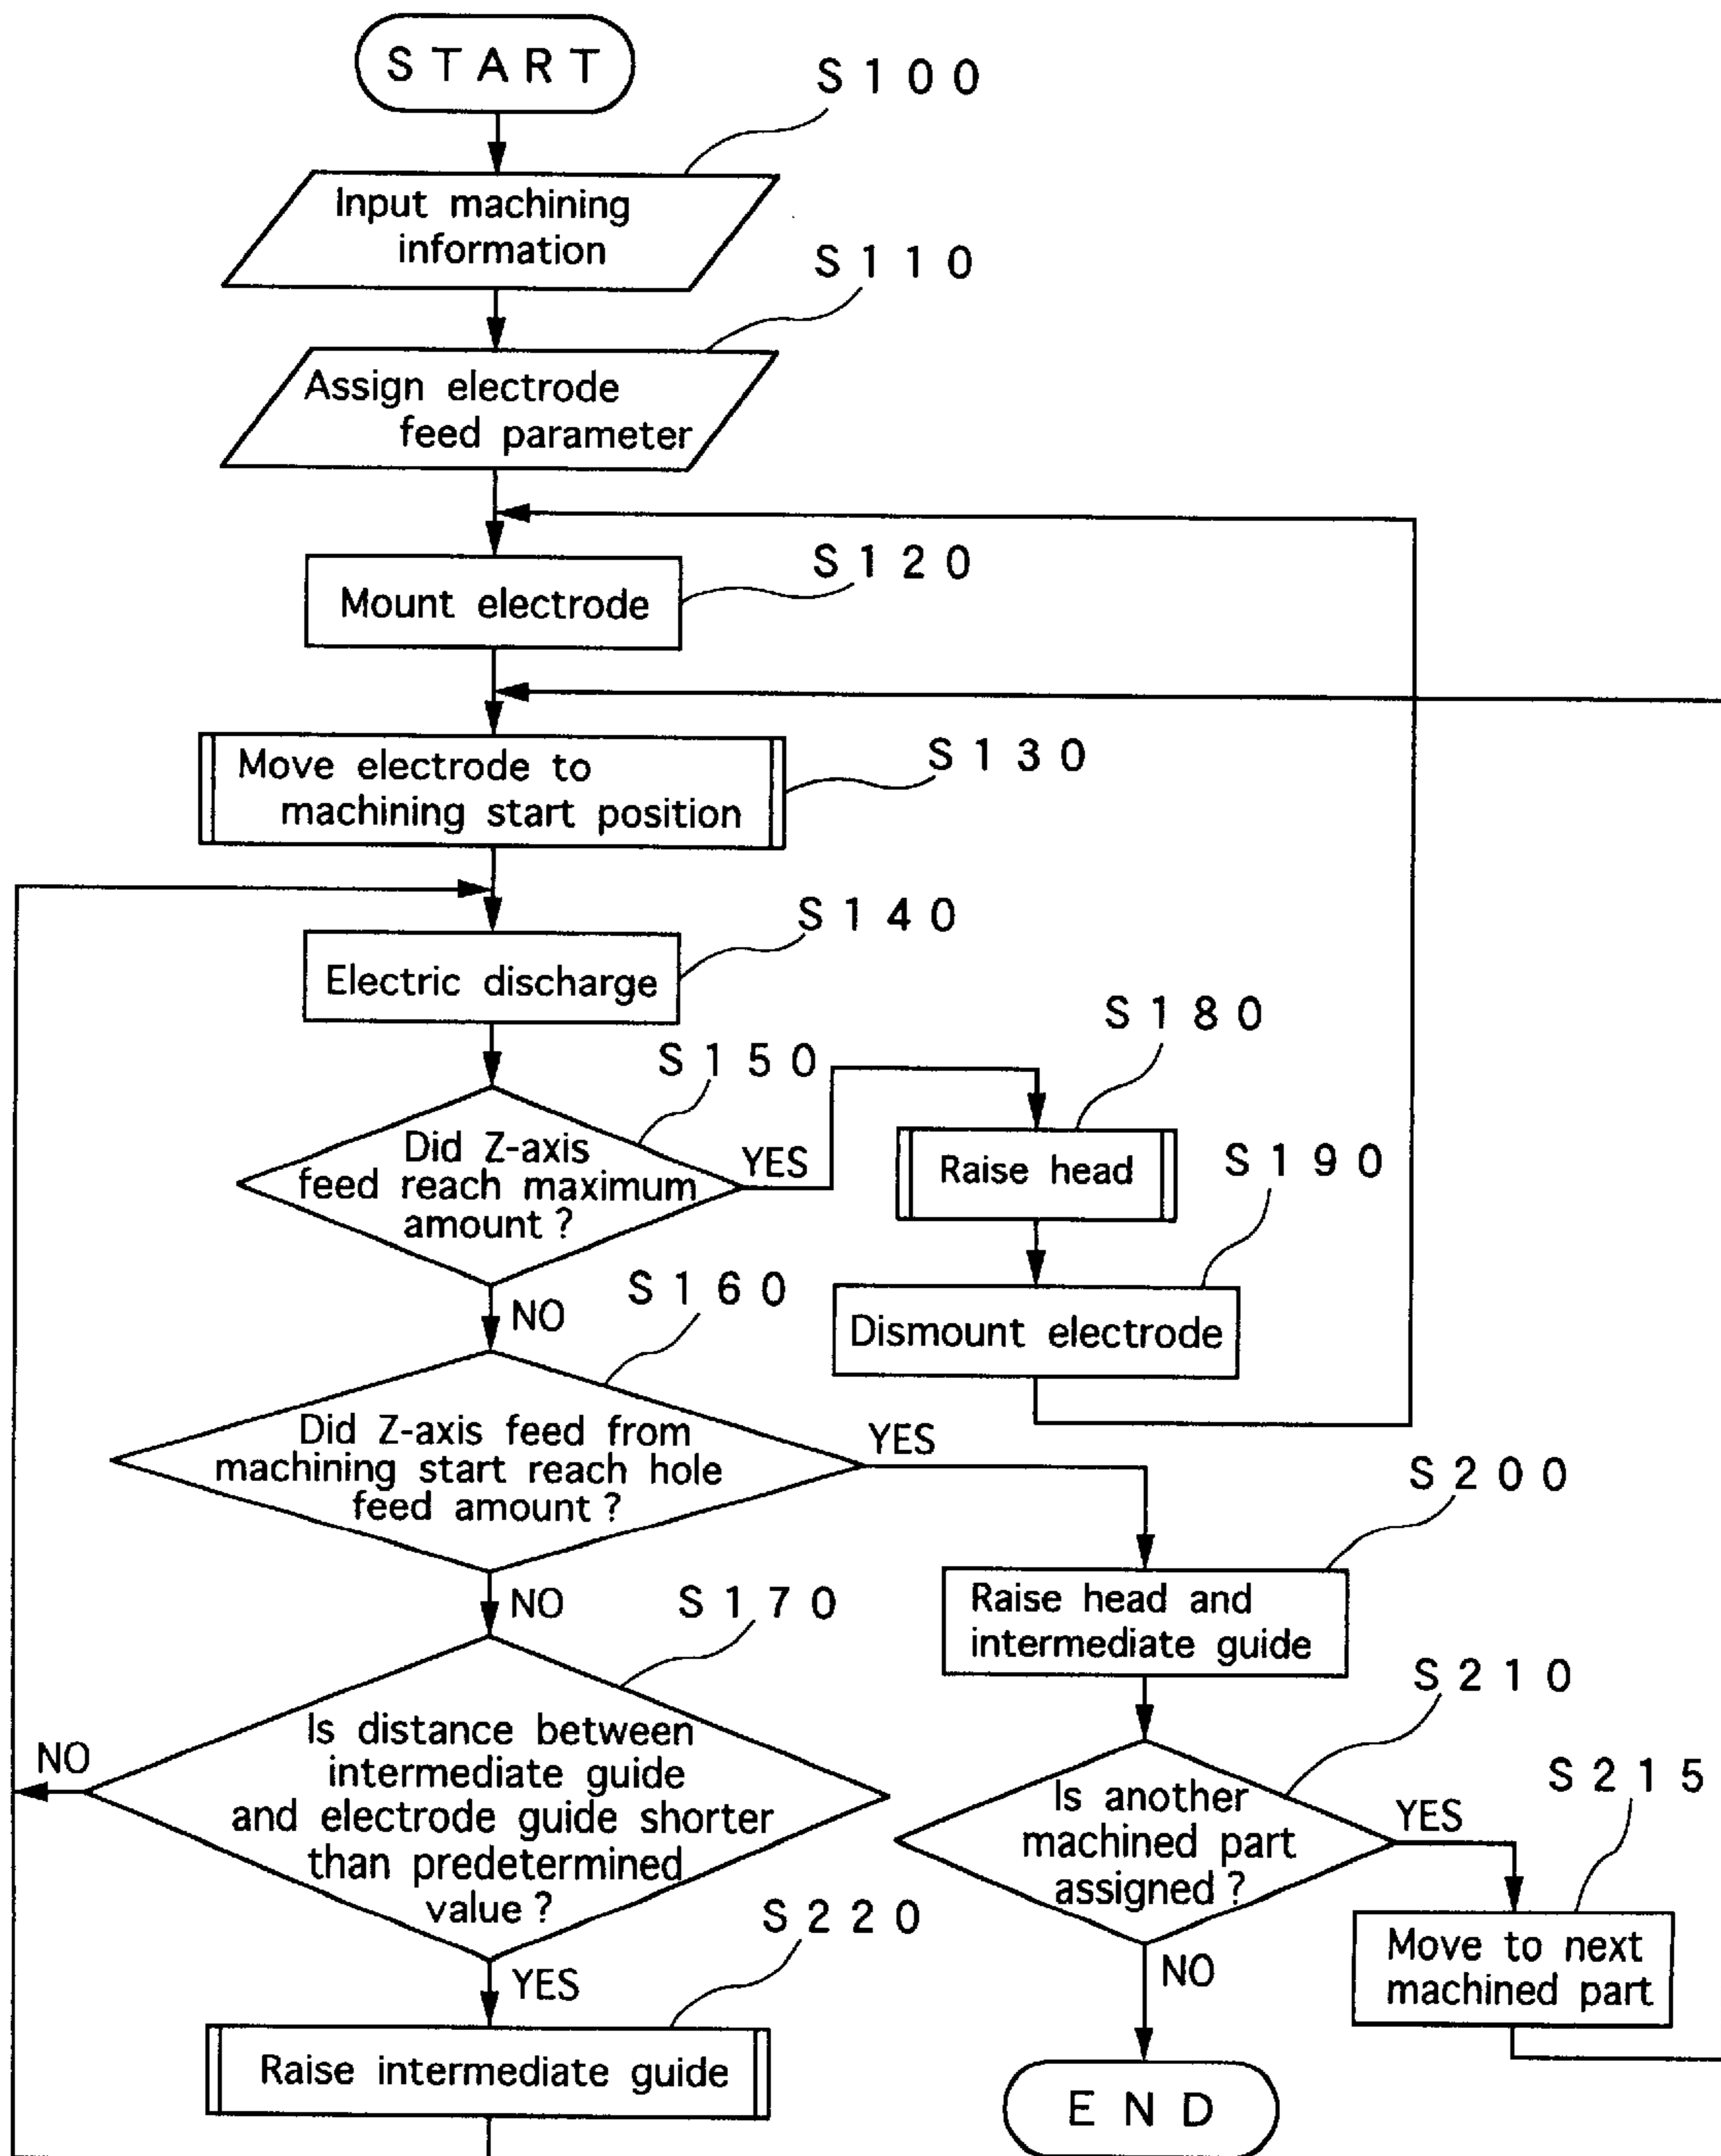 START
S100
Input machining
information
S110
Assign electrode
feed parameter
S120
Mount electrode
S130
Move electrode to
machining start position
S140
Electric discharge
S150
Did Z-axis
feed reach maximum
amount?
YES
NO
S180
Raise head
S190
Dismount electrode
S160
Did Z-axis feed from
machining start reach hole
feed amount?
YES
NO
S200
Raise head and
intermediate guide
S170
Is distance between
intermediate guide
and electrode guide shorter
than predetermined
value?
NO
YES
S210
Is another
machined part
assigned?
YES
NO
S215
Move to next
machined part
S220
Raise intermediate guide
END